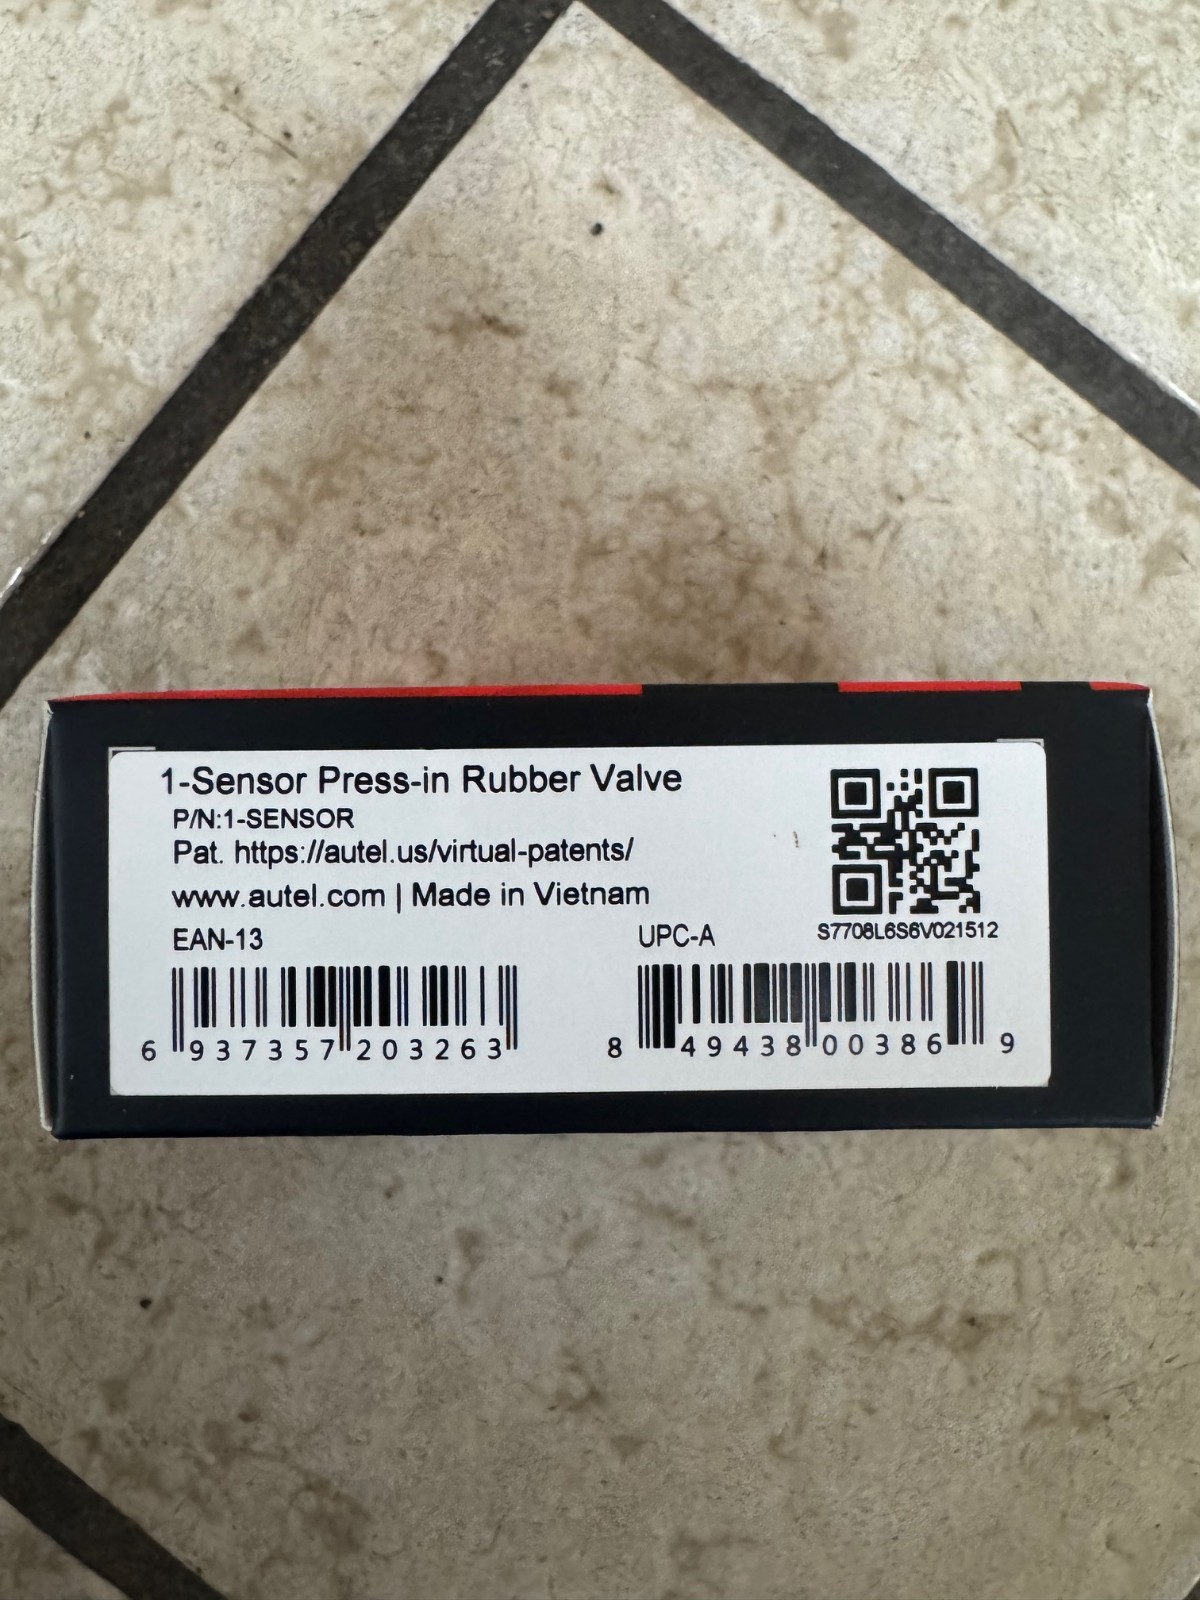 1-Sensor Press-in Rubber Valve
P/N:1-SENSOR
Pat. https://autel.us/virtual-patents/
www.autel.com | Made in Vietnam
S7708L6S6V021512
EAN-13
UPC-A
6 937357 203263
8 49438 00386 9